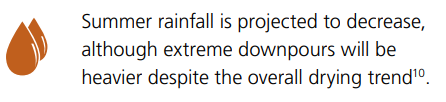 Summer rainfall is projected to decrease,
although extreme downpours will be
heavier despite the overall drying trend¹⁰.